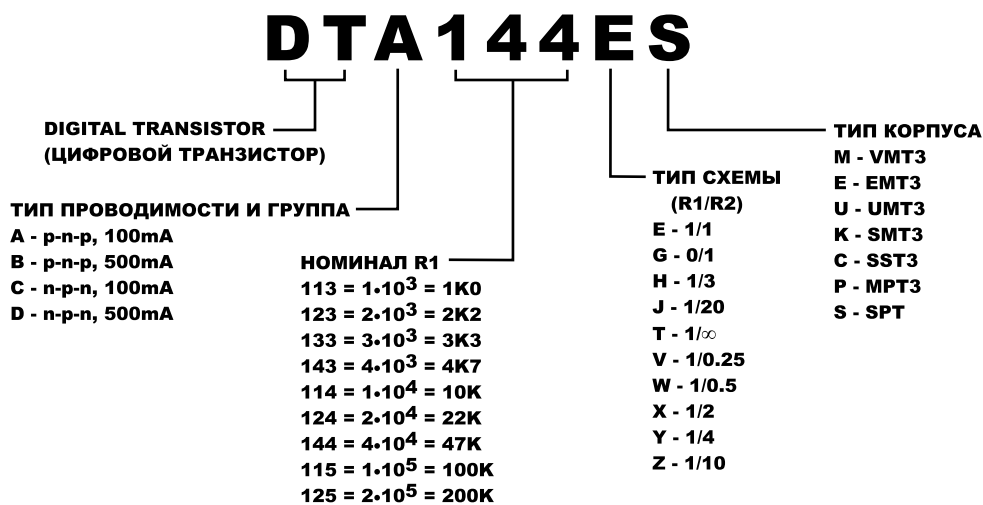 DTA144ES
DIGITAL TRANSISTOR
(ЦИФРОВОЙ ТРАНЗИСТОР)
ТИП ПРОВОДИМОСТИ И ГРУППА
A - p-n-p, 100mA
B - p-n-p, 500mA
C - n-p-n, 100mA
D - n-p-n, 500mA
НОМИНАЛ R1
113 = 1•10³ = 1K0
123 = 2•10³ = 2K2
133 = 3•10³ = 3K3
143 = 4•10³ = 4K7
114 = 1•10⁴ = 10K
124 = 2•10⁴ = 22K
144 = 4•10⁴ = 47K
115 = 1•10⁵ = 100K
125 = 2•10⁵ = 200K
ТИП СХЕМЫ
(R1/R2)
E - 1/1
G - 0/1
H - 1/3
J - 1/20
T - 1/∞
V - 1/0.25
W - 1/0.5
X - 1/2
Y - 1/4
Z - 1/10
ТИП КОРПУСА
M - VMT3
E - EMT3
U - UMT3
K - SMT3
C - SST3
P - MPT3
S - SPT